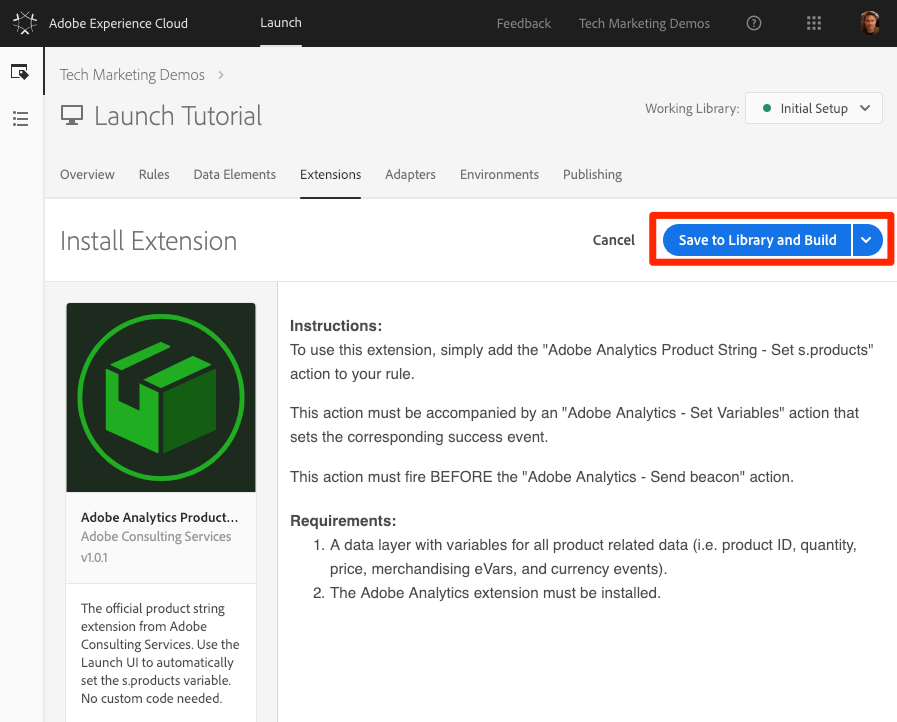 Adobe Experience Cloud
Launch
Feedback
Tech Marketing Demos
Tech Marketing Demos
Launch Tutorial
Working Library:
Initial Setup
Overview
Rules
Data Elements
Extensions
Adapters
Environments
Publishing
Install Extension
Cancel
Save to Library and Build
Adobe Analytics Product...
Adobe Consulting Services
v1.0.1
The official product string
extension from Adobe
Consulting Services. Use the
Launch UI to automatically
set the s.products variable.
No custom code needed.
Instructions:
To use this extension, simply add the "Adobe Analytics Product String - Set s.products"
action to your rule.
This action must be accompanied by an "Adobe Analytics - Set Variables" action that
sets the corresponding success event.
This action must fire BEFORE the "Adobe Analytics - Send beacon" action.
Requirements:
1. A data layer with variables for all product related data (i.e. product ID, quantity,
price, merchandising eVars, and currency events).
2. The Adobe Analytics extension must be installed.